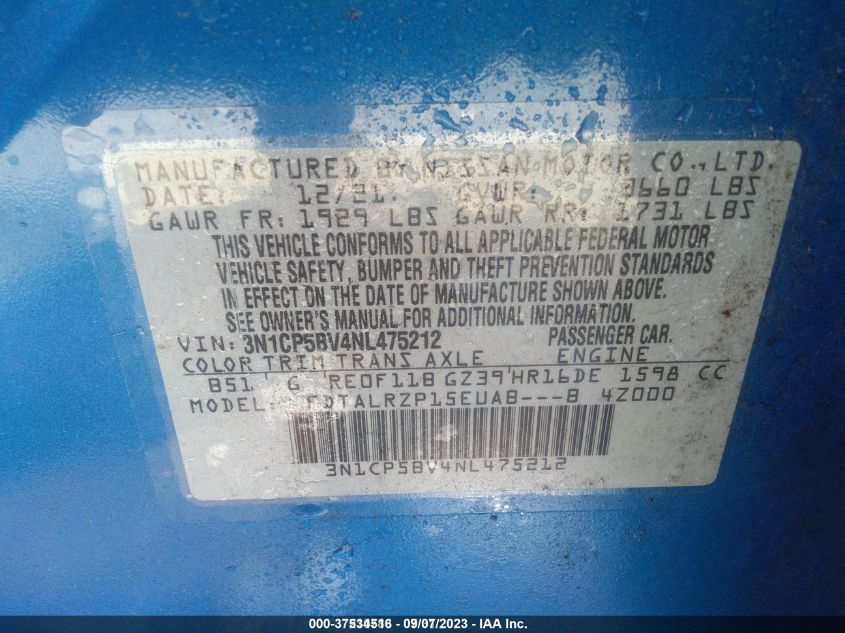 MANUFACTURED BY NISSAN MOTOR CO., LTD.
DATE: 12/21 GVWR 3660 LBS
GAWR FR: 1929 LBS GAWR RR: 1731 LBS
THIS VEHICLE CONFORMS TO ALL APPLICABLE FEDERAL MOTOR
VEHICLE SAFETY, BUMPER AND THEFT PREVENTION STANDARDS
IN EFFECT ON THE DATE OF MANUFACTURE SHOWN ABOVE.
SEE OWNER'S MANUAL FOR ADDITIONAL INFORMATION.
VIN: 3N1CP5BV4NL475212 PASSENGER CAR.
COLOR TRIM TRANS AXLE ENGINE
B51 G RE0F11B GZ39 HR16DE 1598 CC
MODEL FDTALRZP15EUAB---B 4Z000
3N1CP5BV4NL475212
000-37534516 - 09/07/2023 - IAAI.com